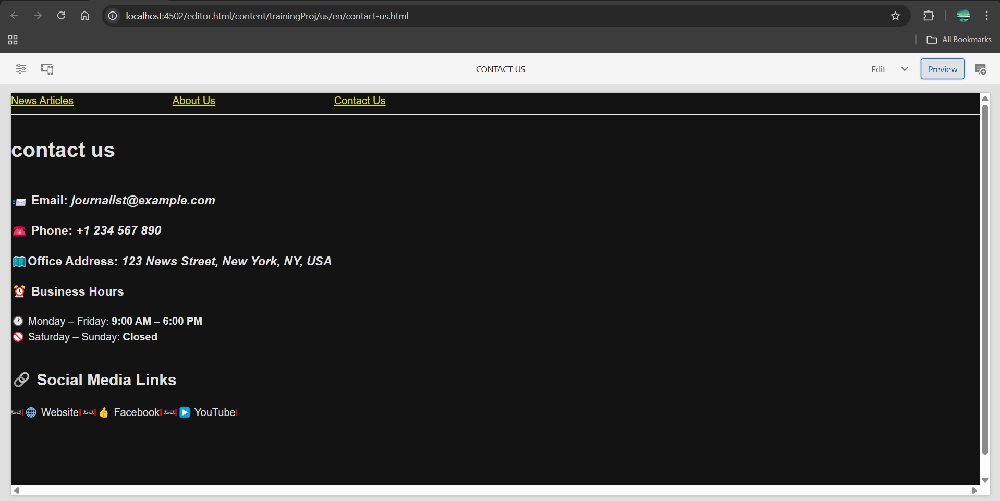 localhost:4502/editor.html/content/trainingProj/us/en/contact-us.html
All Bookmarks
CONTACT US
Edit
Preview
News Articles About Us Contact Us
contact us
Email: journalist@example.com
Phone: +1 234 567 890
Office Address: 123 News Street, New York, NY, USA
Business Hours
Monday – Friday: 9:00 AM – 6:00 PM
Saturday – Sunday: Closed
Social Media Links
[🌐 Website] [👍 Facebook] [▶ YouTube]